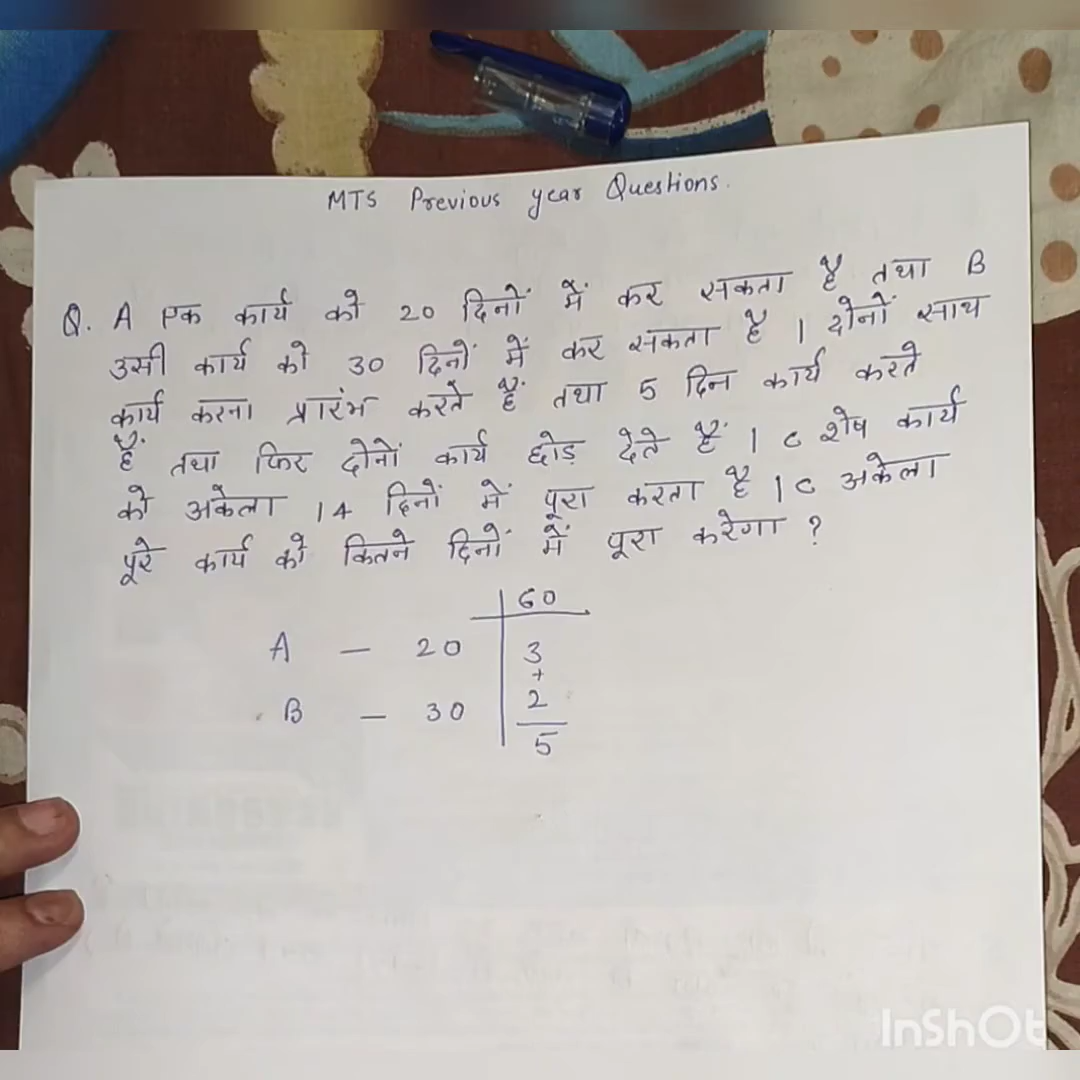 MTS Previous year Questions.
Q. A एक कार्य को 20 दिनों में कर सकता है तथा B
उसी कार्य को 30 दिनों में कर सकता है । दोनों साथ
कार्य करना प्रारंभ करते हैं तथा 5 दिन कार्य करते
हैं तथा फिर दोनों कार्य छोड़ देते हैं । C शेष कार्य
को अकेला 14 दिनों में पूरा करता है । C अकेला
पूरे कार्य को कितने दिनों में पूरा करेगा ?
60
A — 20 3
+
B — 30 2
5
InShOt